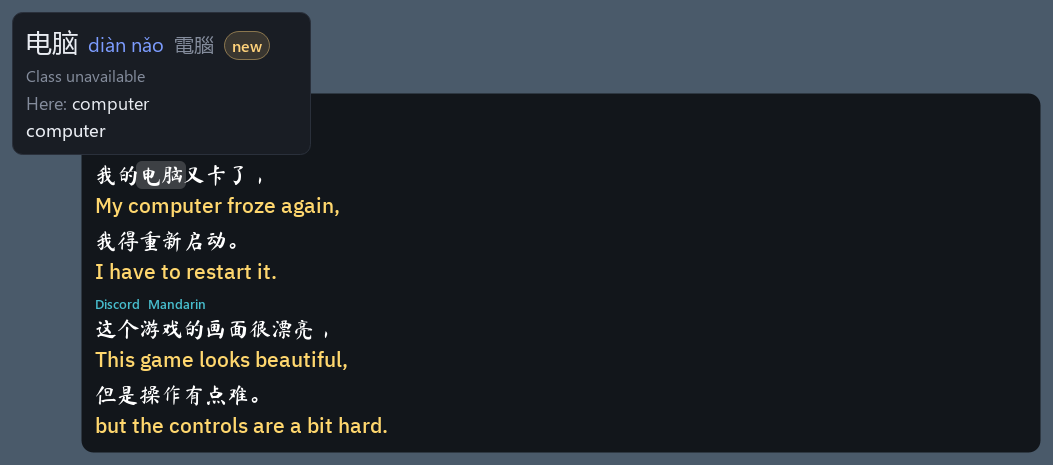 电脑 diàn nǎo 電腦 new
Class unavailable
Here: computer
computer
我的电脑又卡了，
My computer froze again,
我得重新启动。
I have to restart it.
Discord Mandarin
这个游戏的画面很漂亮，
This game looks beautiful,
但是操作有点难。
but the controls are a bit hard.